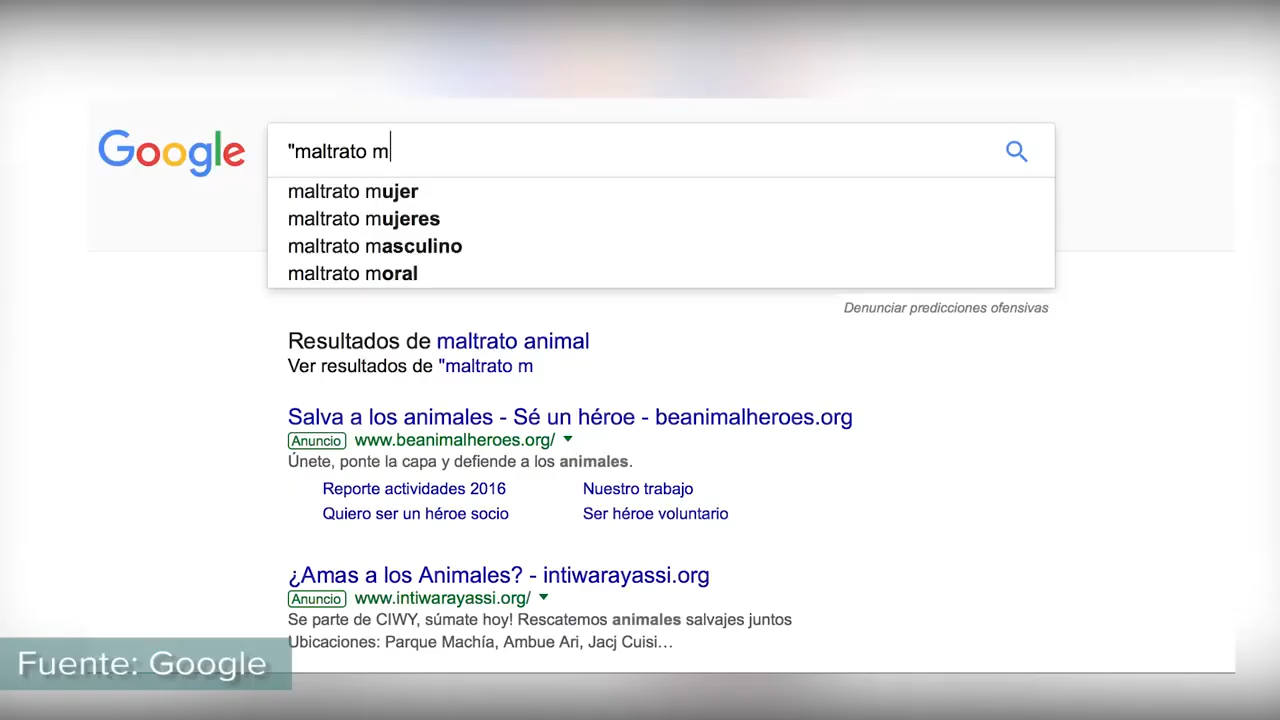 Google
"maltrato m
maltrato mujer
maltrato mujeres
maltrato masculino
maltrato moral
Denunciar predicciones ofensivas
Resultados de maltrato animal
Ver resultados de "maltrato m
Salva a los animales - Sé un héroe - beanimalheroes.org
Anuncio www.beanimalheroes.org/
Únete, ponte la capa y defiende a los animales.
Reporte actividades 2016 Nuestro trabajo
Quiero ser un héroe socio Ser héroe voluntario
¿Amas a los Animales? - intiwarayassi.org
Anuncio www.intiwarayassi.org/
Se parte de CIWY, súmate hoy! Rescatemos animales salvajes juntos
Ubicaciones: Parque Machía, Ambue Ari, Jacj Cuisi…
Fuente: Google